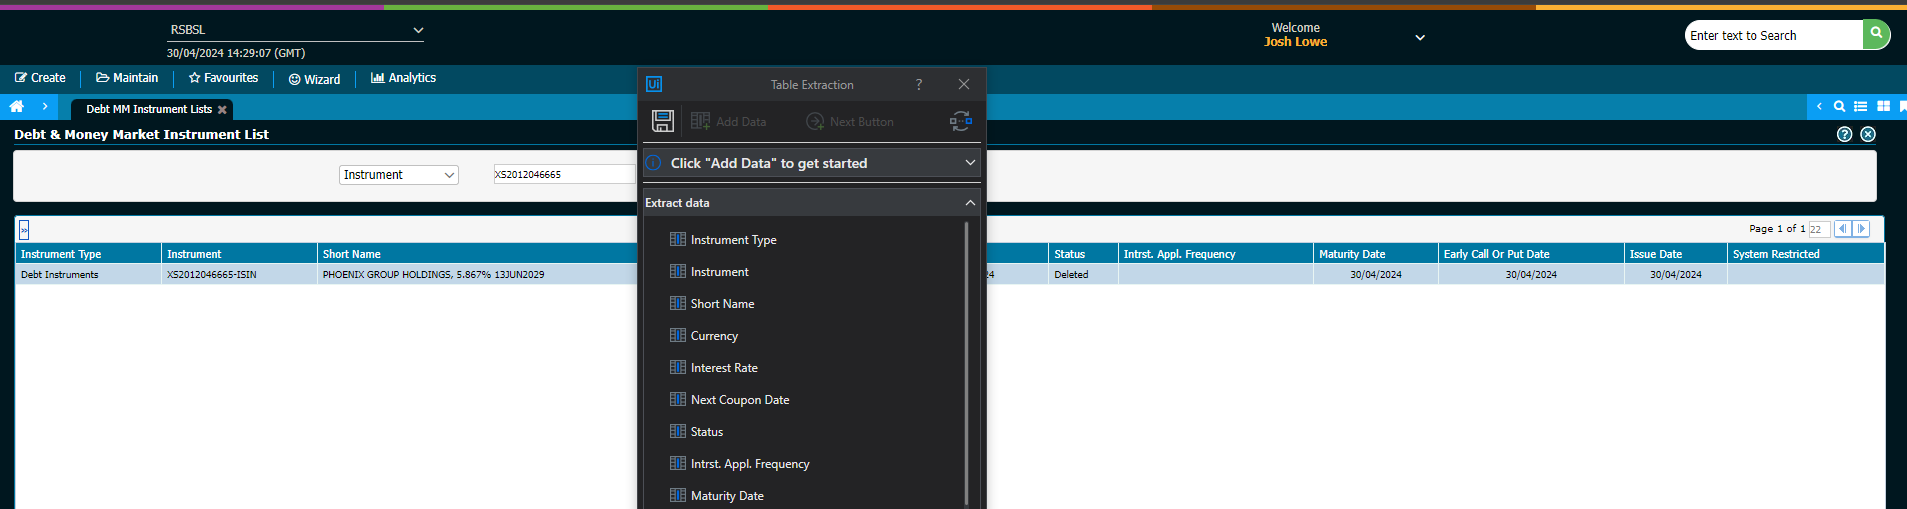 RSBSL
30/04/2024 14:29:07 (GMT)
Welcome
Josh Lowe
Enter text to Search
Create Maintain Favourites Wizard Analytics
Debt MM Instrument Lists
Debt & Money Market Instrument List
Instrument XS2012046665
Page 1 of 1 22
Instrument Type Instrument Short Name Status Intrst. Appl. Frequency Maturity Date Early Call Or Put Date Issue Date System Restricted
Debt Instruments XS2012046665-ISIN PHOENIX GROUP HOLDINGS, 5.867% 13JUN2029 24 Deleted 30/04/2024 30/04/2024 30/04/2024
Ui Table Extraction ?
Add Data Next Button
Click "Add Data" to get started
Extract data
Instrument Type
Instrument
Short Name
Currency
Interest Rate
Next Coupon Date
Status
Intrst. Appl. Frequency
Maturity Date